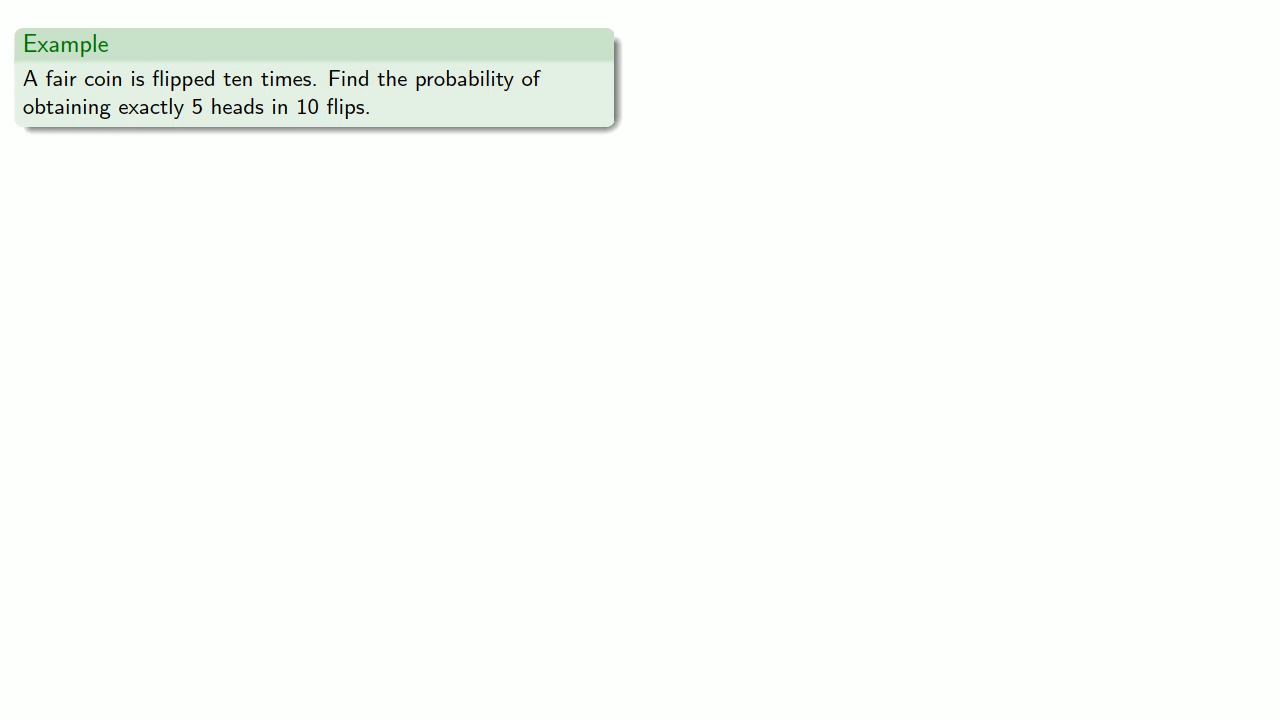 Example
A fair coin is flipped ten times. Find the probability of
obtaining exactly 5 heads in 10 flips.